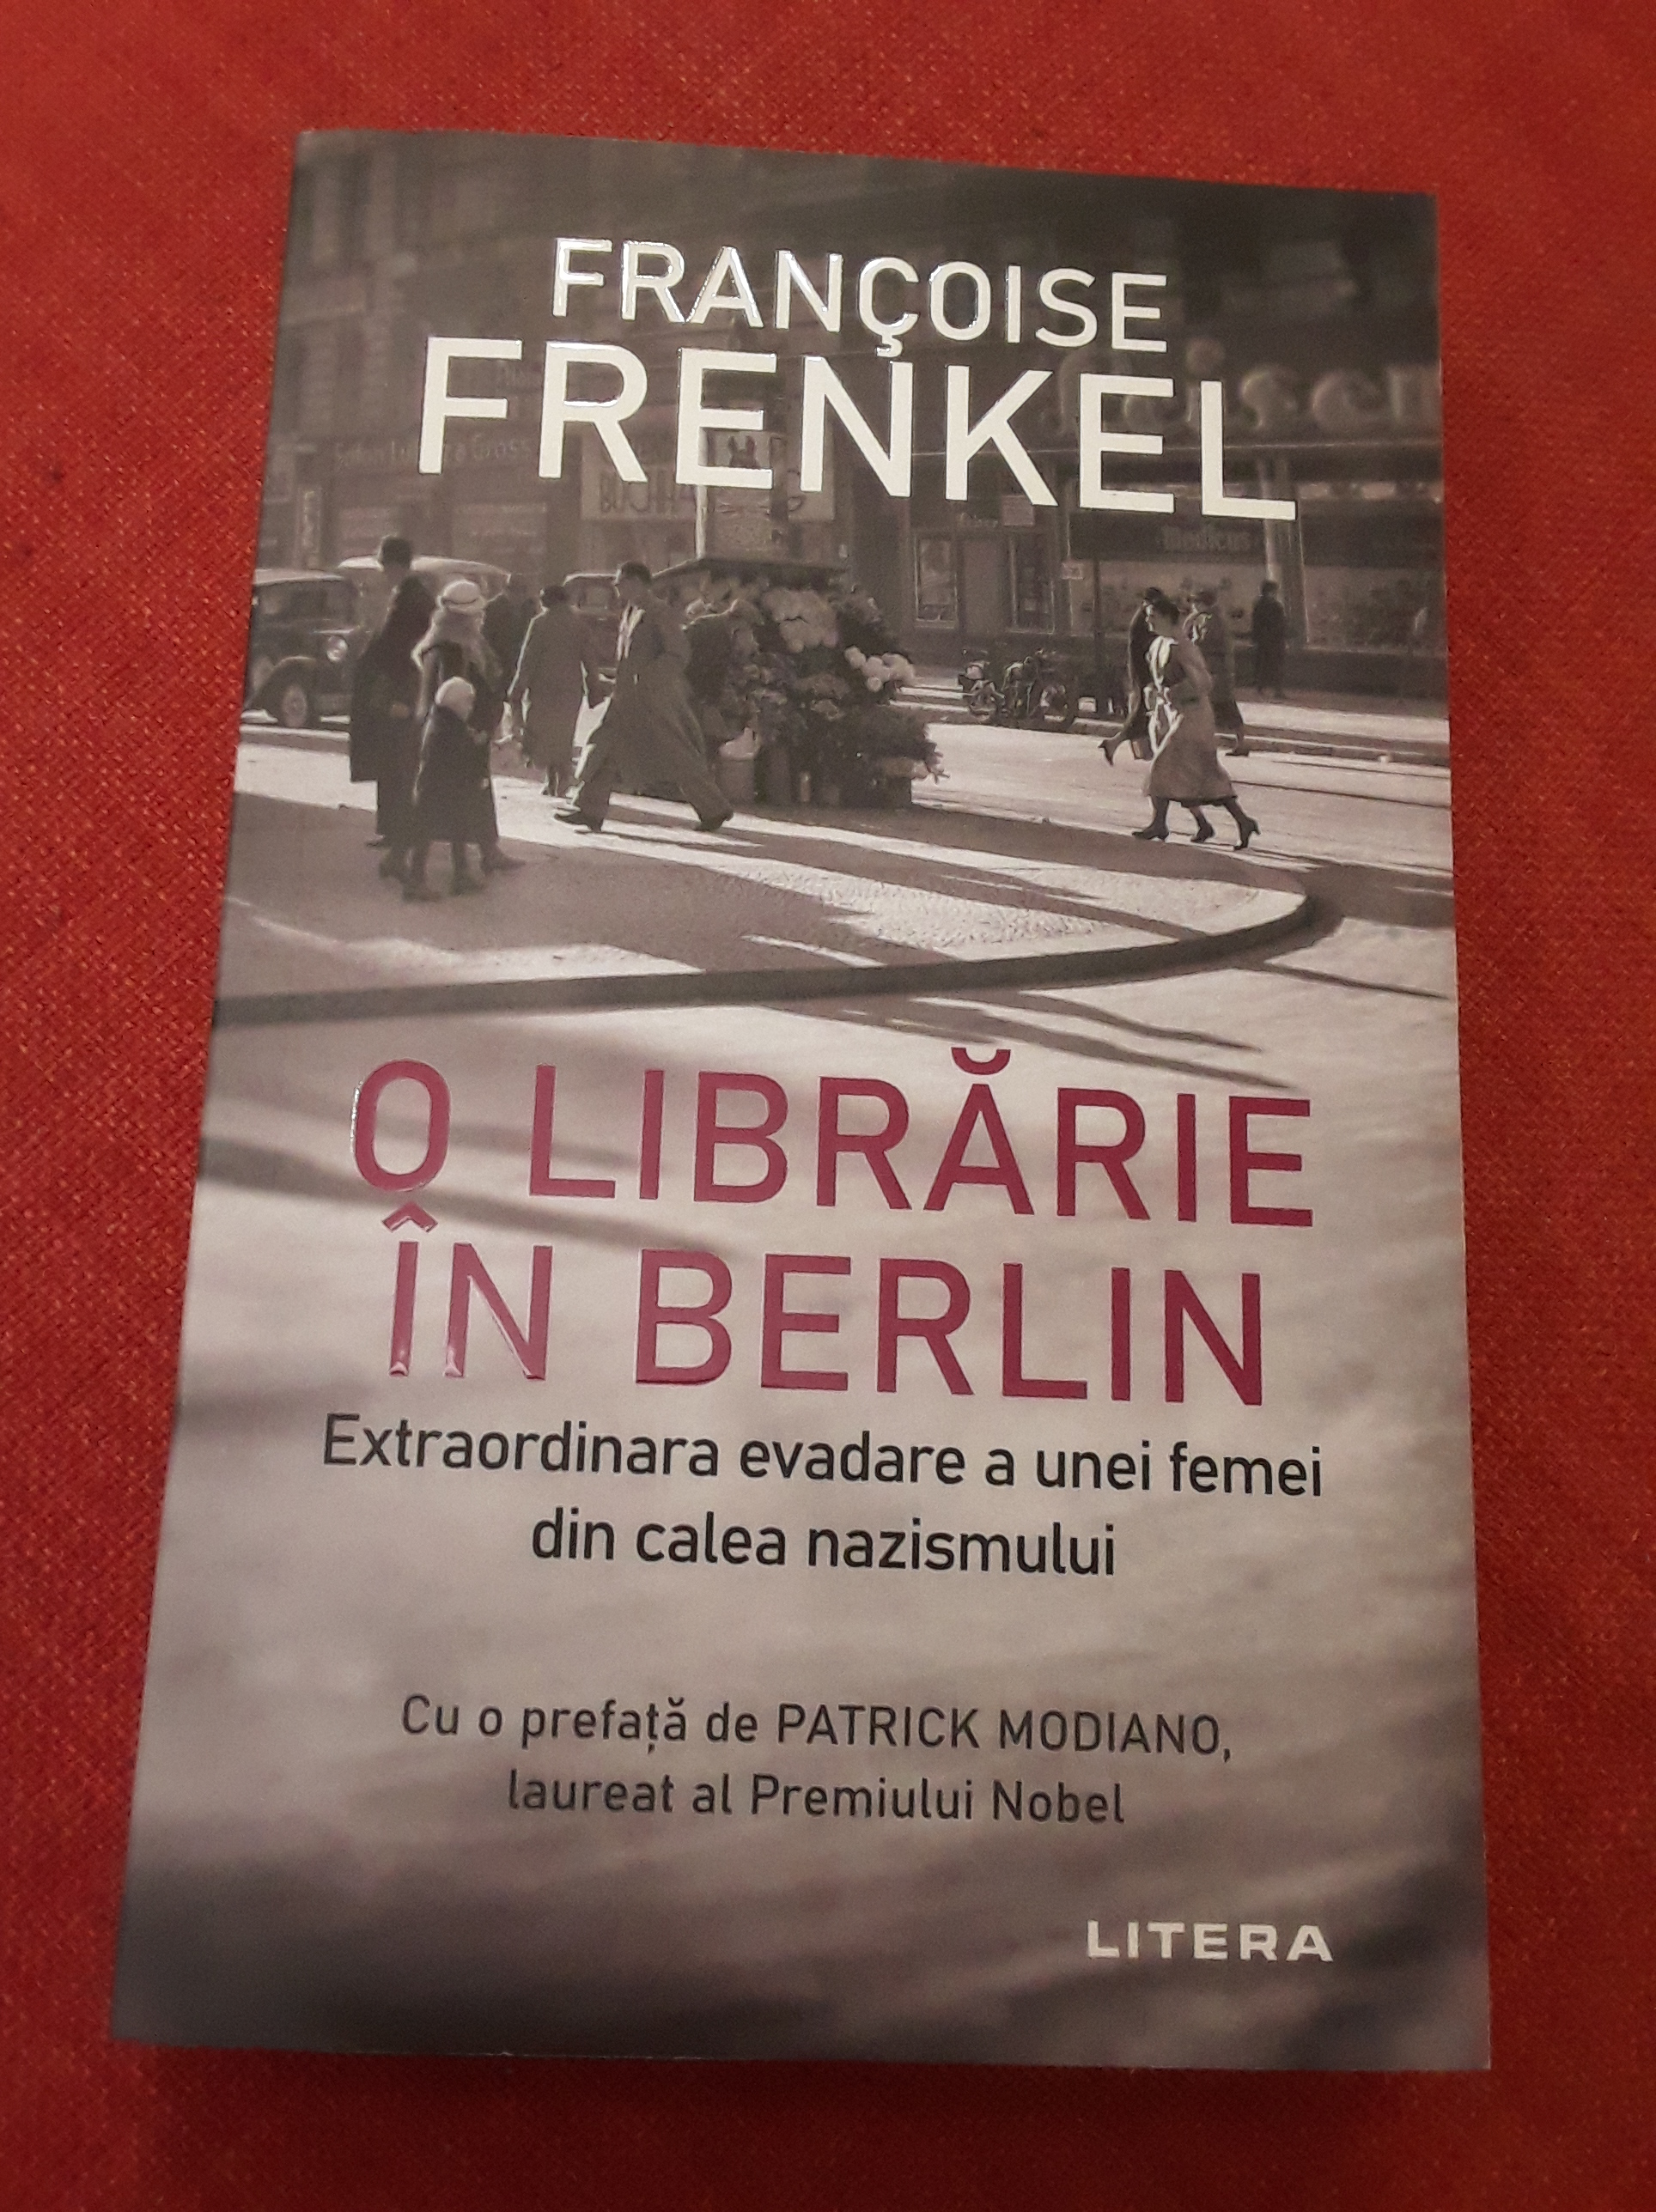 FRANÇOISE
FRENKEL
Medicus
O LIBRĂRIE
ÎN BERLIN
Extraordinara evadare a unei femei
din calea nazismului
Cu o prefață de PATRICK MODIANO,
laureat al Premiului Nobel
LITERA